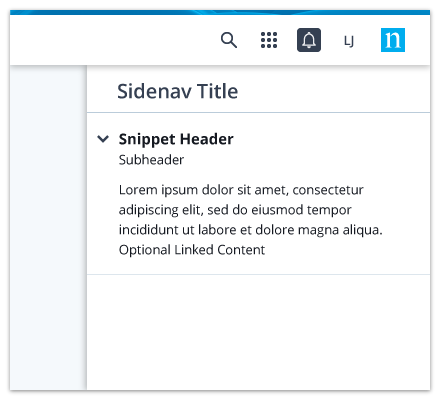 LJ
n
Sidenav Title
Snippet Header
Subheader
Lorem ipsum dolor sit amet, consectetur
adipiscing elit, sed do eiusmod tempor
incididunt ut labore et dolore magna aliqua.
Optional Linked Content